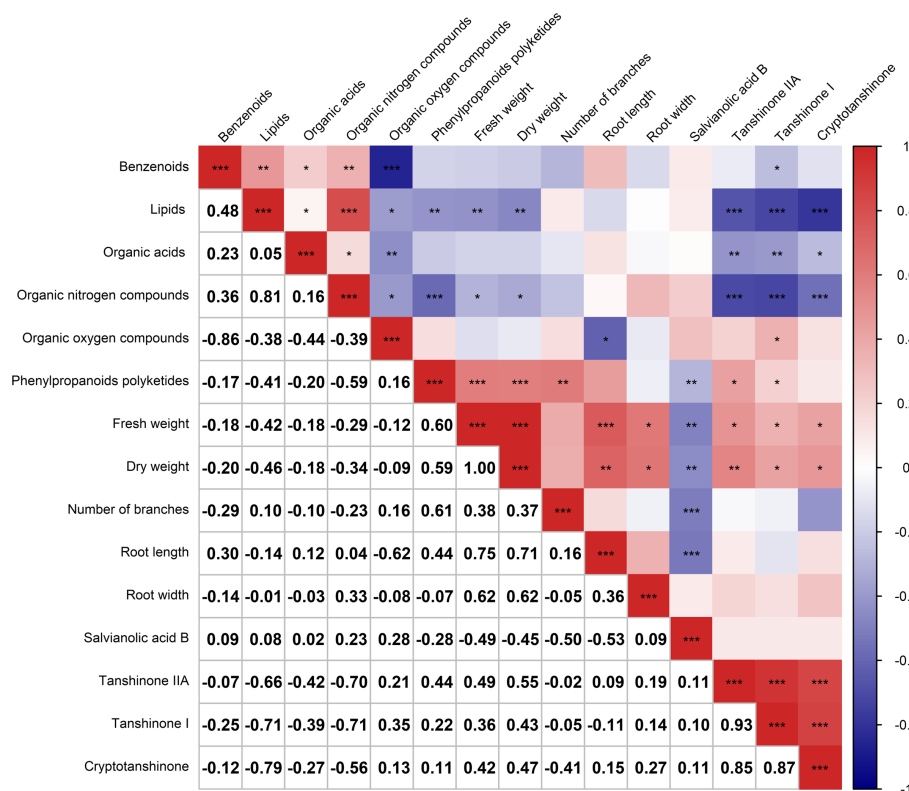 Benzenoids
Lipids
Organic acids
Organic nitrogen compounds
Organic oxygen compounds
Phenylpropanoids polyketides
Fresh weight
Dry weight
Number of branches
Root length
Root width
Salvianolic acid B
Tanshinone IIA
Tanshinone I
Cryptotanshinone
Benzenoids *** ** * ** *** *
Lipids 0.48 *** * *** * ** ** ** *** *** ***
Organic acids 0.23 0.05 *** * ** ** ** *
Organic nitrogen compounds 0.36 0.81 0.16 *** * *** * * *** *** ***
Organic oxygen compounds -0.86 -0.38 -0.44 -0.39 *** * *
Phenylpropanoids polyketides -0.17 -0.41 -0.20 -0.59 0.16 *** *** *** ** ** * *
Fresh weight -0.18 -0.42 -0.18 -0.29 -0.12 0.60 *** *** *** * ** * * *
Dry weight -0.20 -0.46 -0.18 -0.34 -0.09 0.59 1.00 *** ** * ** ** * *
Number of branches -0.29 0.10 -0.10 -0.23 0.16 0.61 0.38 0.37 *** ***
Root length 0.30 -0.14 0.12 0.04 -0.62 0.44 0.75 0.71 0.16 *** ***
Root width -0.14 -0.01 -0.03 0.33 -0.08 -0.07 0.62 0.62 -0.05 0.36 ***
Salvianolic acid B 0.09 0.08 0.02 0.23 0.28 -0.28 -0.49 -0.45 -0.50 -0.53 0.09 ***
Tanshinone IIA -0.07 -0.66 -0.42 -0.70 0.21 0.44 0.49 0.55 -0.02 0.09 0.19 0.11 *** *** ***
Tanshinone I -0.25 -0.71 -0.39 -0.71 0.35 0.22 0.36 0.43 -0.05 -0.11 0.14 0.10 0.93 *** ***
Cryptotanshinone -0.12 -0.79 -0.27 -0.56 0.13 0.11 0.42 0.47 -0.41 0.15 0.27 0.11 0.85 0.87 ***
1
0